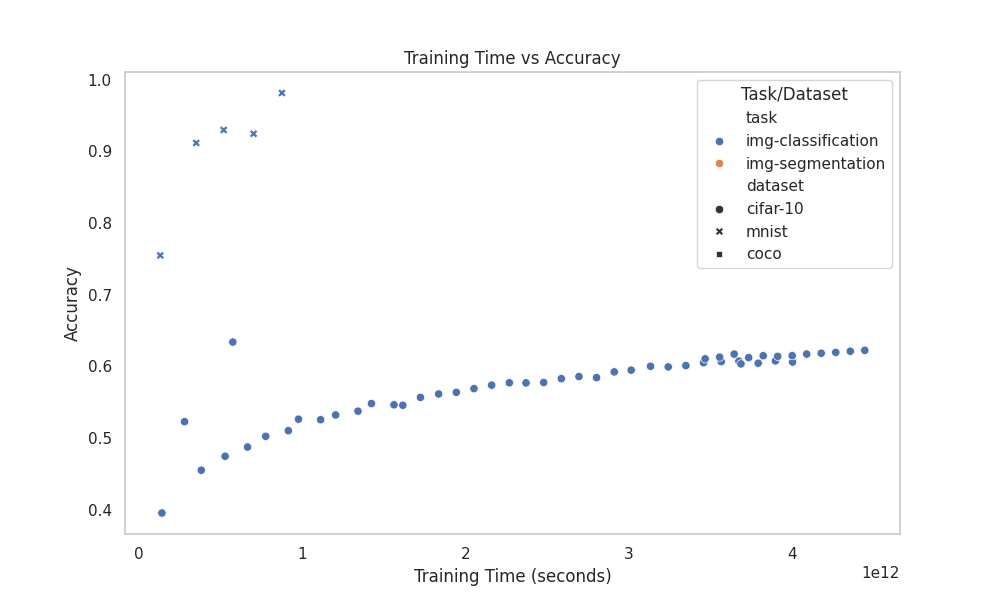 Training Time vs Accuracy
Task/Dataset
task
img-classification
img-segmentation
dataset
cifar-10
mnist
coco
Accuracy
1.0
0.9
0.8
0.7
0.6
0.5
0.4
0 1 2 3 4
1e12
Training Time (seconds)